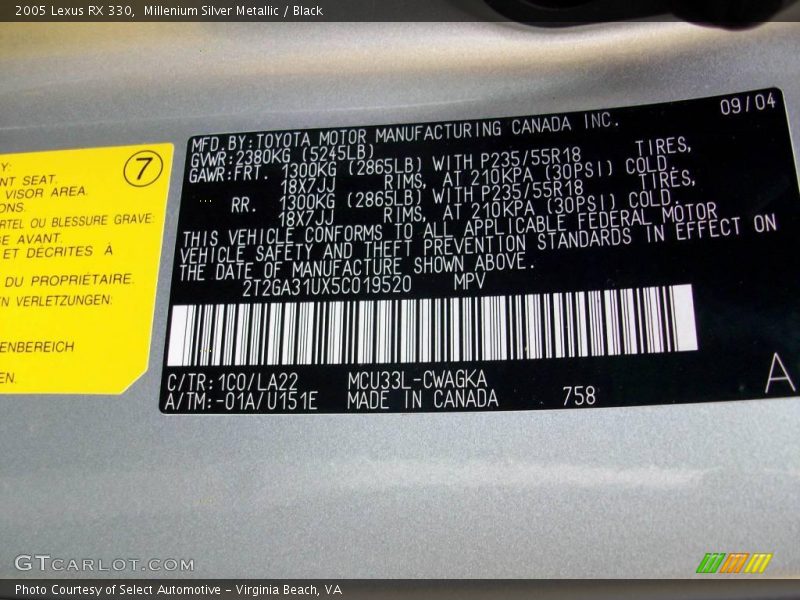 2005 Lexus RX 330, Millenium Silver Metallic / Black
Y:
NT SEAT.
VISOR AREA.
ONS.
RTEL OU BLESSURE GRAVE:
GE AVANT.
ET DÉCRITES À
DU PROPRIÉTAIRE.
EN VERLETZUNGEN:
ENBEREICH
EN.
7
09/04
MFD.BY:TOYOTA MOTOR MANUFACTURING CANADA INC.
GVWR:2380KG (5245LB)
GAWR:FRT. 1300KG (2865LB) WITH P235/55R18 TIRES,
18X7JJ RIMS, AT 210KPA (30PSI) COLD.
RR. 1300KG (2865LB) WITH P235/55R18 TIRES,
18X7JJ RIMS, AT 210KPA (30PSI) COLD.
THIS VEHICLE CONFORMS TO ALL APPLICABLE FEDERAL MOTOR
VEHICLE SAFETY AND THEFT PREVENTION STANDARDS IN EFFECT ON
THE DATE OF MANUFACTURE SHOWN ABOVE.
2T2GA31UX5C019520 MPV
C/TR:1C0/LA22 MCU33L-CWAGKA
A/TM:-01A/U151E MADE IN CANADA 758
A
GTCARLOT.COM
Photo Courtesy of Select Automotive - Virginia Beach, VA